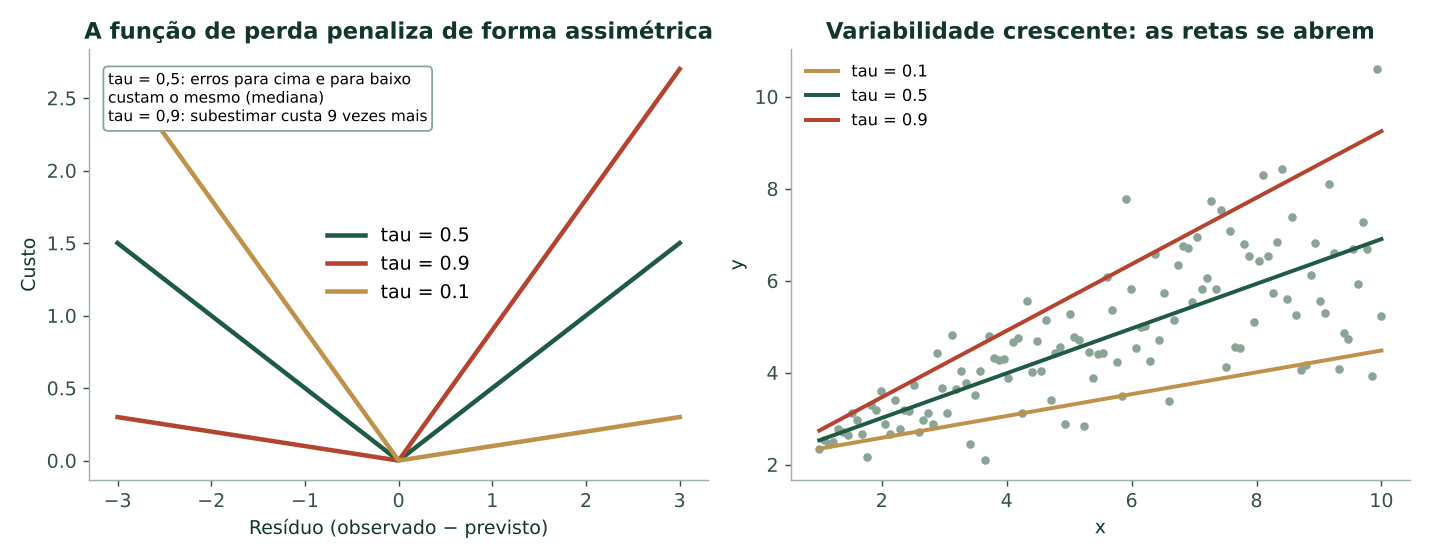 A função de perda penaliza de forma assimétrica
tau = 0,5: erros para cima e para baixo
custam o mesmo (mediana)
tau = 0,9: subestimar custa 9 vezes mais
tau = 0.5
tau = 0.9
tau = 0.1
Custo
2.5
2.0
1.5
1.0
0.5
0.0
−3
−2
−1
0
1
2
3
Resíduo (observado − previsto)
Variabilidade crescente: as retas se abrem
tau = 0.1
tau = 0.5
tau = 0.9
y
10
8
6
4
2
2
4
6
8
10
x